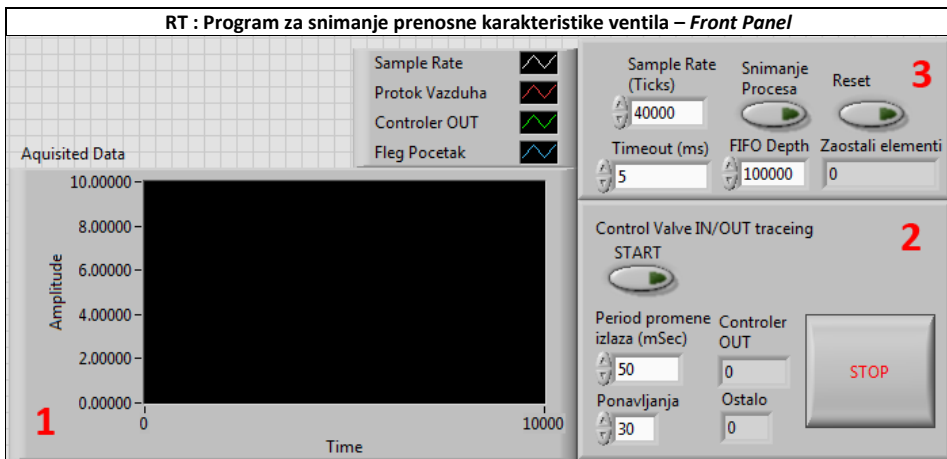 RT : Program za snimanje prenosne karakteristike ventila – Front Panel
Sample Rate
Protok Vazduha
Controler OUT
Fleg Pocetak
Aquisited Data
10.00000
8.00000
6.00000
4.00000
2.00000
0.00000
Amplitude
0
10000
Time
1
Sample Rate
(Ticks)
40000
Snimanje
Procesa
Reset
3
Timeout (ms)
5
FIFO Depth
100000
Zaostali elementi
0
Control Valve IN/OUT traceing
2
START
Period promene
izlaza (mSec)
50
Controler
OUT
0
Ponavljanja
30
Ostalo
0
STOP